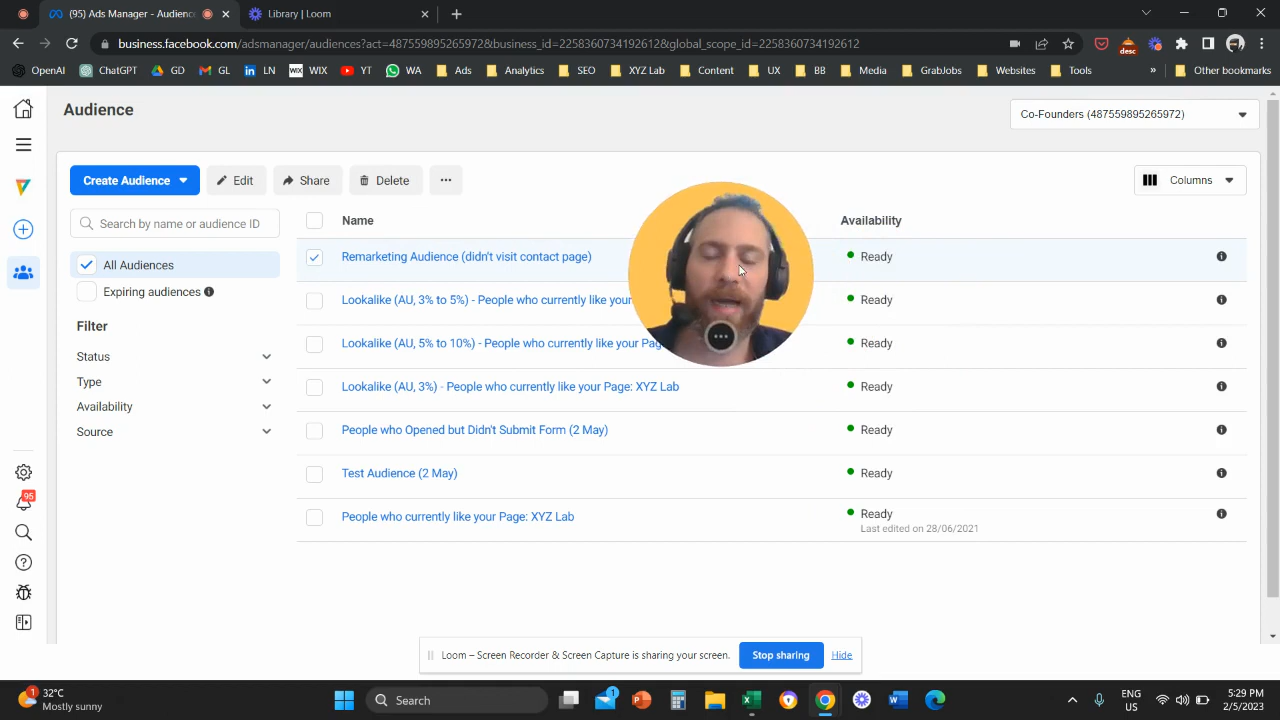 (95) Ads Manager - Audience
Library | Loom
business.facebook.com/adsmanager/audiences?act=487559895265972&business_id=2258360734192612&global_scope_id=225836073419612
OpenAI ChatGPT GD GL LN WIX WIX YT WA Ads Analytics SEO XYZ Lab Content UX BB Media GrabJobs Websites Tools » Other bookmarks
desc
Audience
Co-Founders (487559895265972)
Create Audience Edit Share Delete ... Columns
Search by name or audience ID
Name Availability
All Audiences
Expiring audiences
Filter
Status
Type
Availability
Source
Remarketing Audience (didn't visit contact page) Ready
Lookalike (AU, 3% to 5%) - People who currently like your Ready
Lookalike (AU, 5% to 10%) - People who currently like your Pag Ready
Lookalike (AU, 3%) - People who currently like your Page: XYZ Lab Ready
People who Opened but Didn't Submit Form (2 May) Ready
Test Audience (2 May) Ready
People who currently like your Page: XYZ Lab Ready
Last edited on 28/06/2021
95
Loom – Screen Recorder & Screen Capture is sharing your screen. Stop sharing Hide
1
32°C
Mostly sunny
Search
1
ENG
US
5:29 PM
2/5/2023